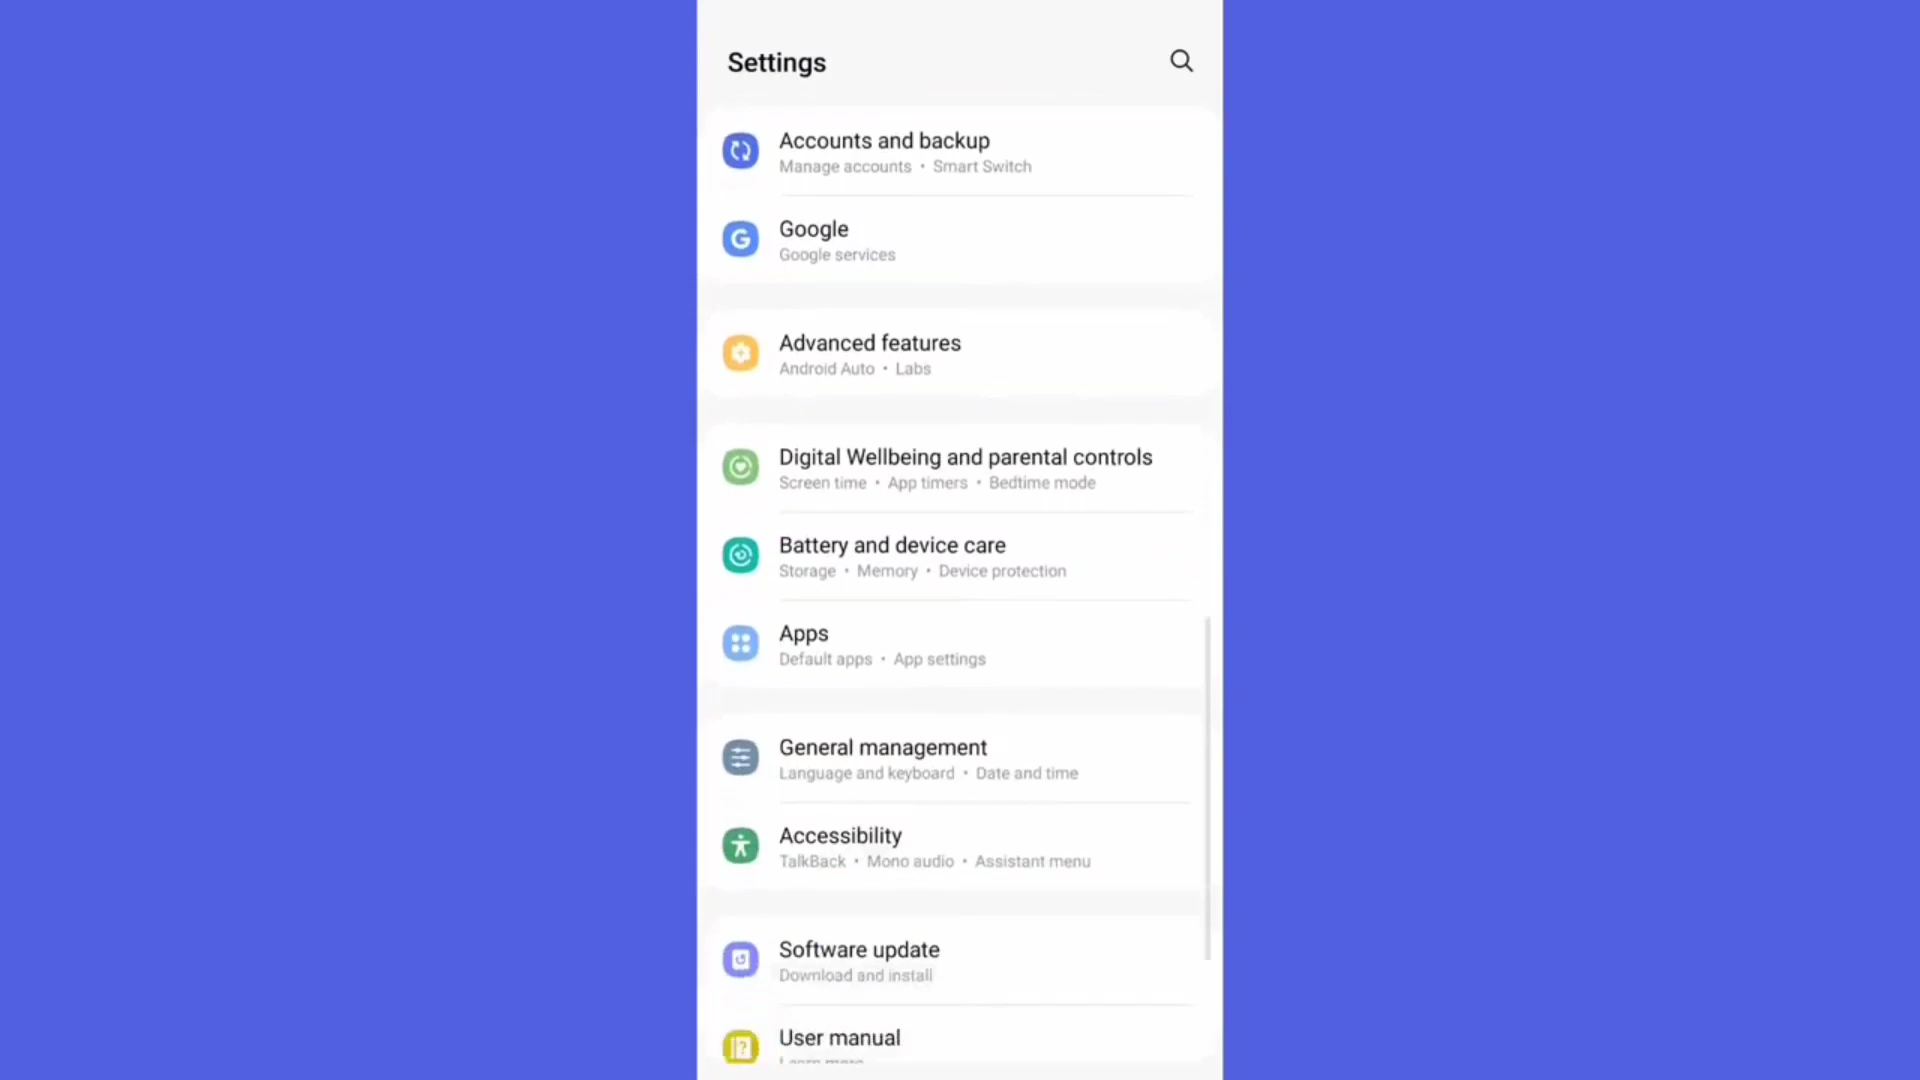 Settings
Accounts and backup
Manage accounts • Smart Switch
Google
Google services
Advanced features
Android Auto • Labs
Digital Wellbeing and parental controls
Screen time • App timers • Bedtime mode
Battery and device care
Storage • Memory • Device protection
Apps
Default apps • App settings
General management
Language and keyboard • Date and time
Accessibility
TalkBack • Mono audio • Assistant menu
Software update
Download and install
User manual